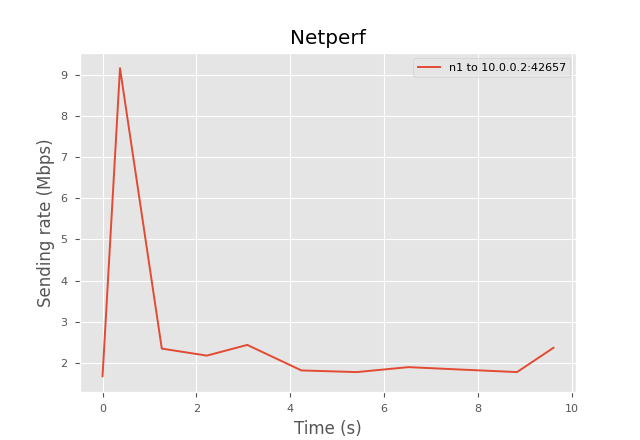 Netperf
n1 to 10.0.0.2:42657
Sending rate (Mbps)
9
8
7
6
5
4
3
2
0 2 4 6 8 10
Time (s)